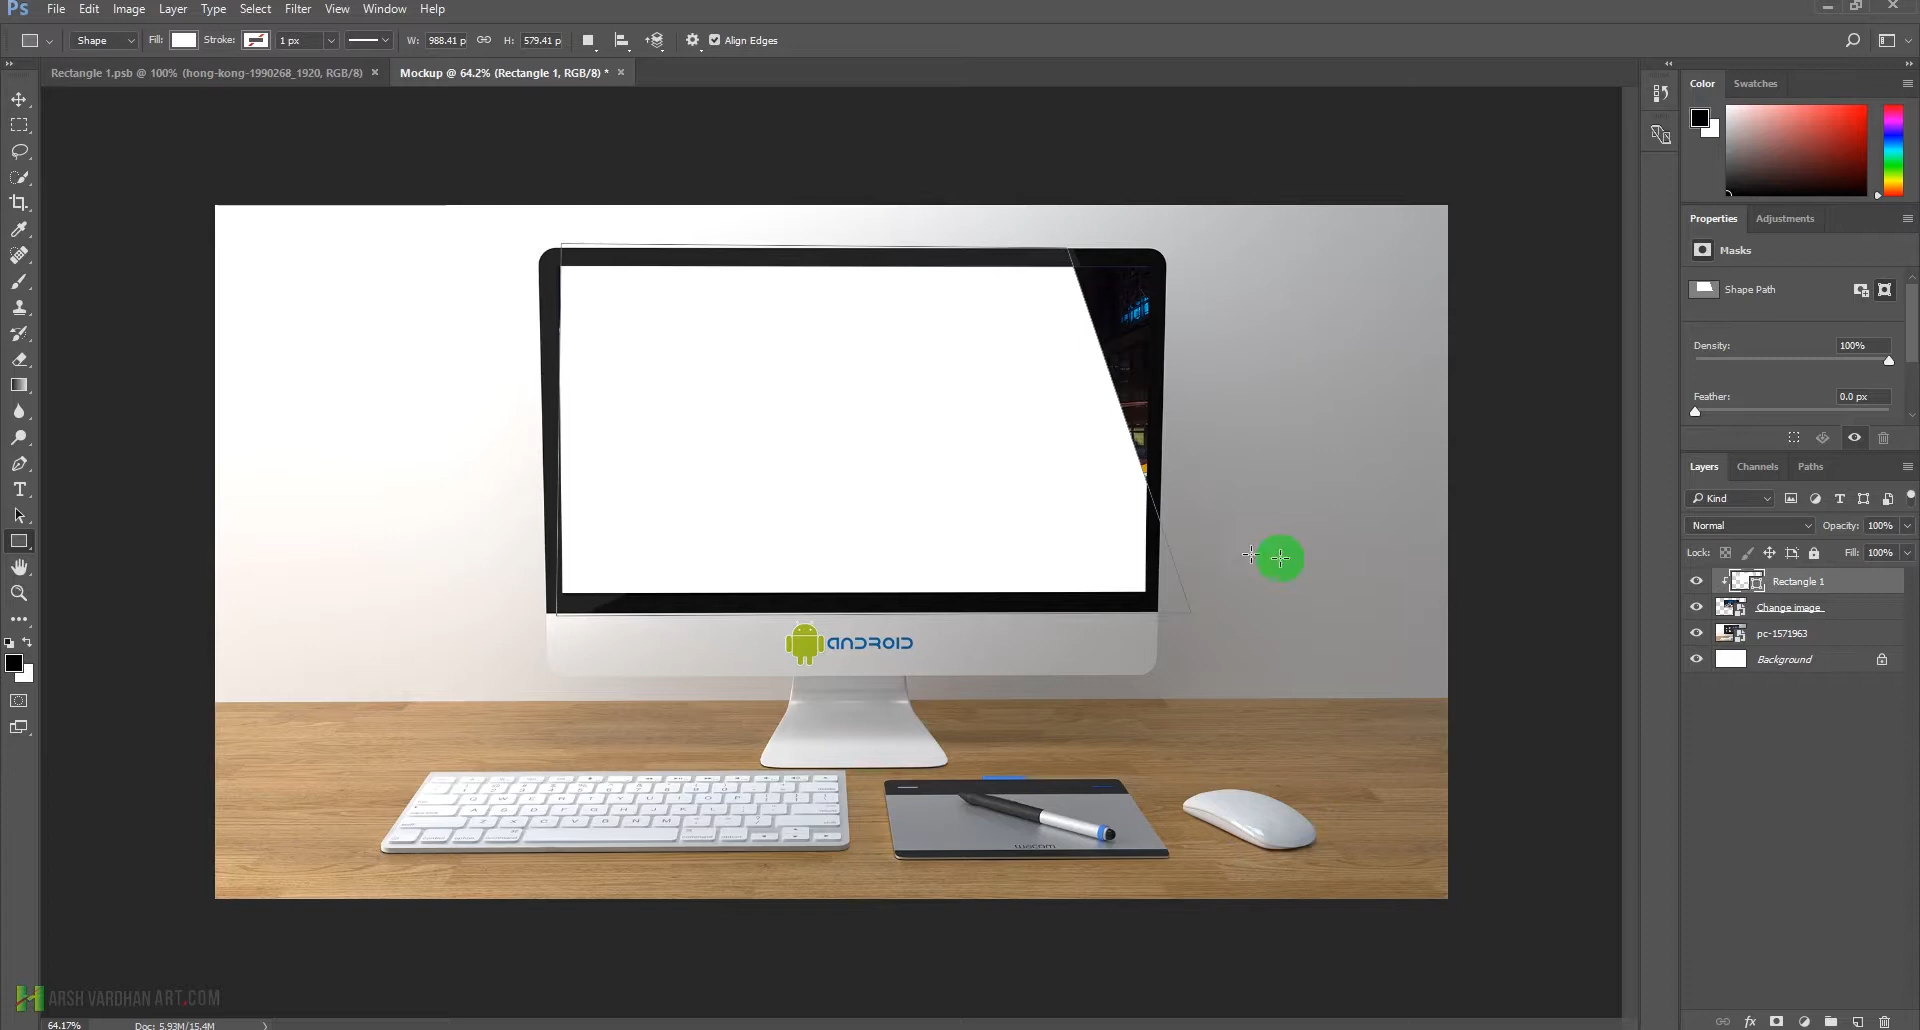 Ps File Edit Image Layer Type Select Filter View Window Help
Shape Fill: Stroke: 1 px W: 988.41 p H: 579.41 p Align Edges
Rectangle 1.psb @ 100% (hong-kong-1990268_1920, RGB/8) × Mockup @ 64.2% (Rectangle 1, RGB/8) * ×
Color Swatches
Properties Adjustments
Masks
Shape Path
Density: 100%
Feather: 0.0 px
Layers Channels Paths
Kind
Normal Opacity: 100%
Lock: Fill: 100%
Rectangle 1
Change image
pc-1571963
Background
ANDROID
wacom
ARSH VARDHAN ART.COM
64.17% Doc: 5.93M/15.4M